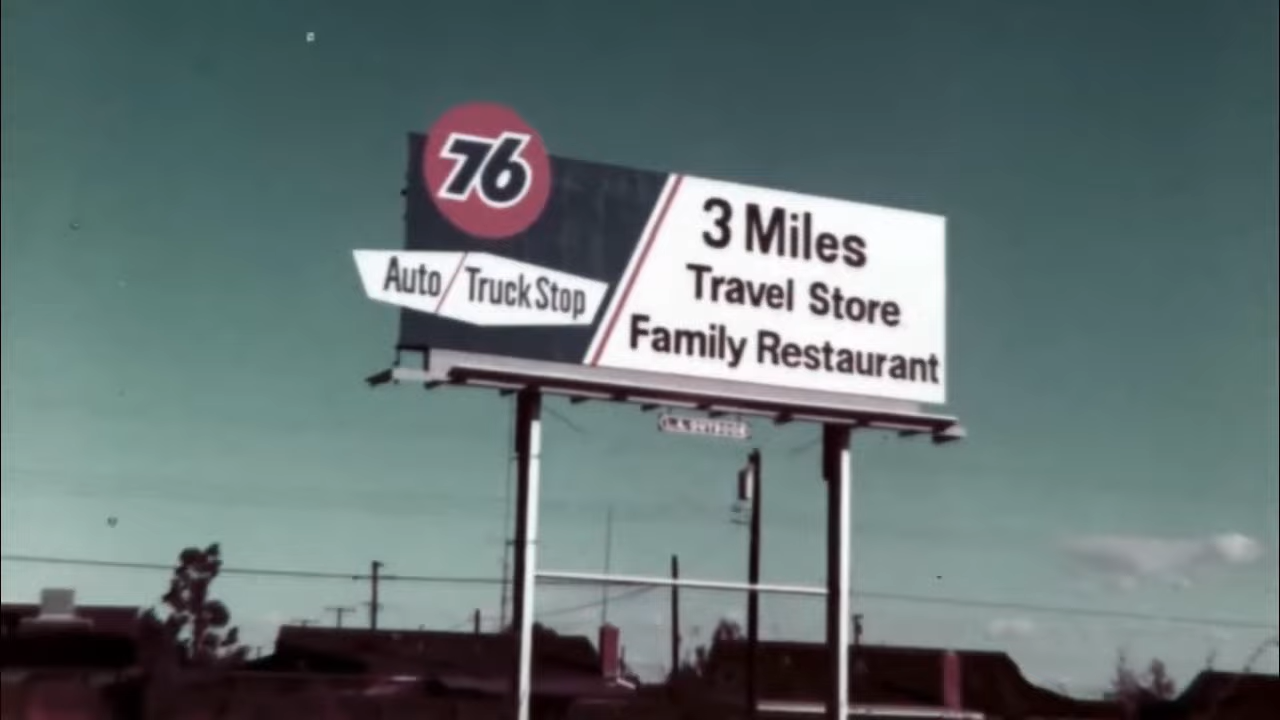 76
Auto / Truck Stop
3 Miles
Travel Store
Family Restaurant